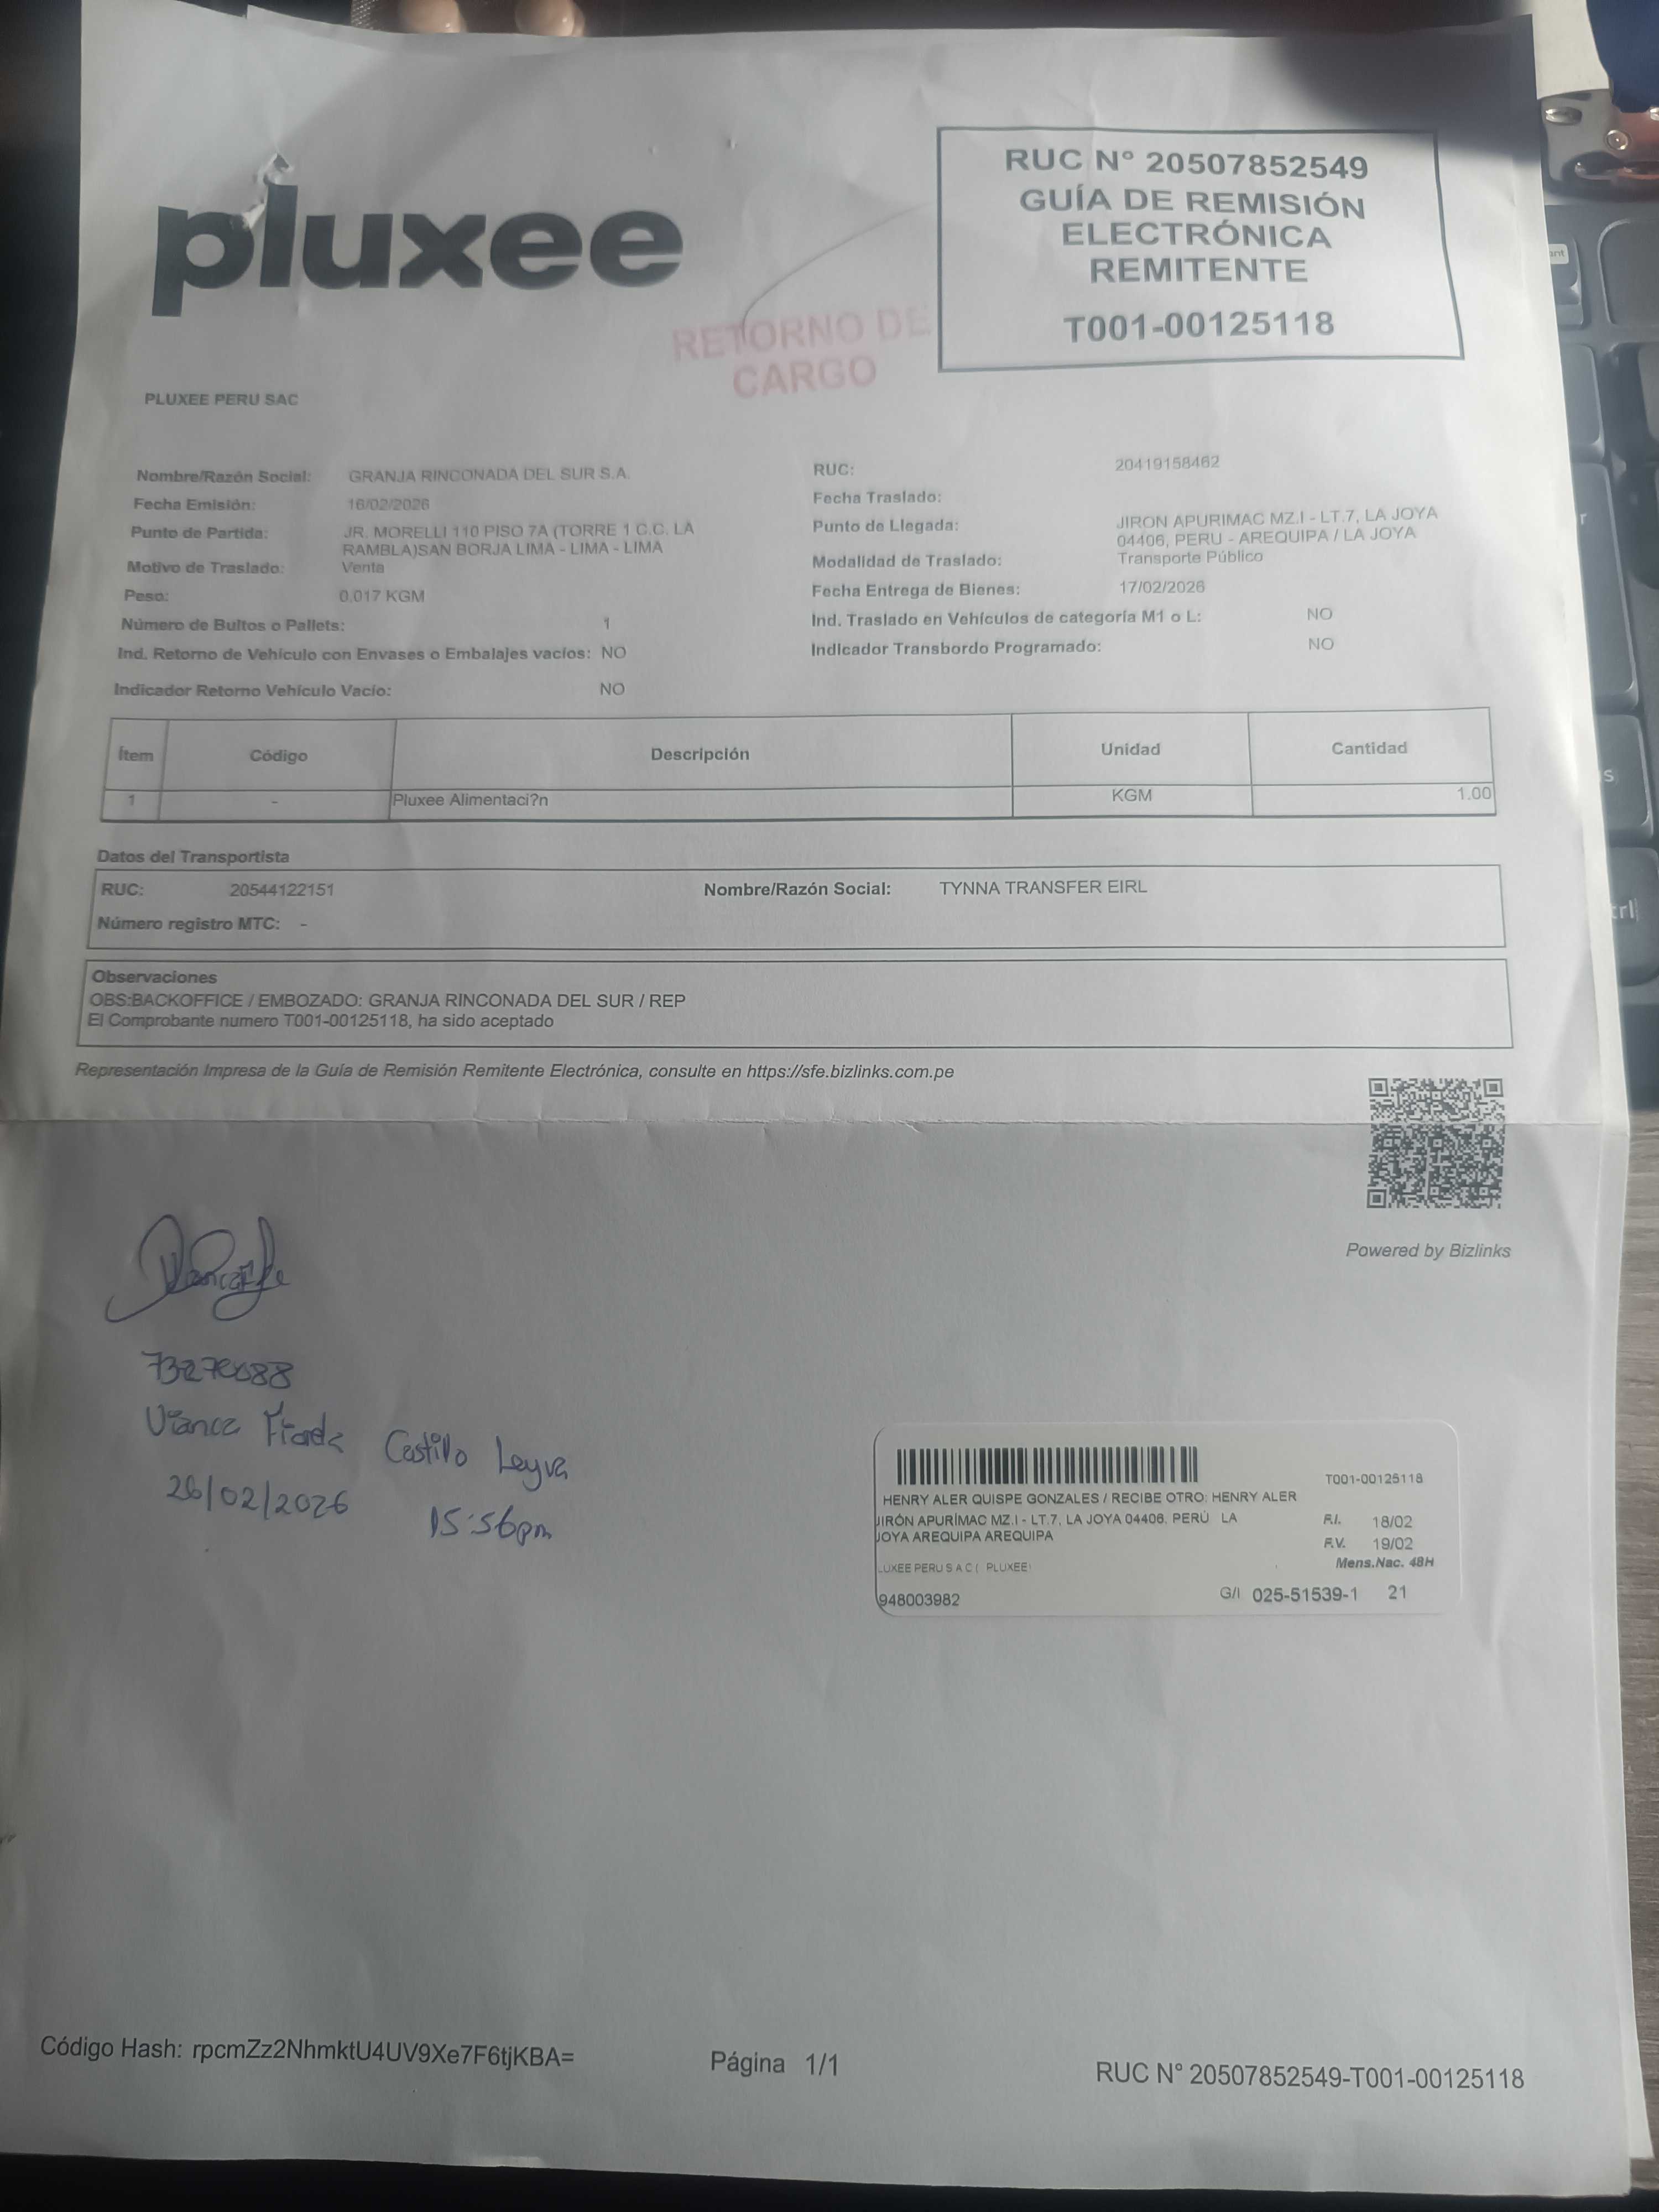 pluxee
RUC N° 20507852549
GUÍA DE REMISIÓN
ELECTRÓNICA
REMITENTE
T001-00125118
RETORNO DE
CARGO
PLUXEE PERU SAC
Nombre/Razón Social: GRANJA RINCONADA DEL SUR S.A.
RUC: 20419158462
Fecha Emisión: 16/02/2026
Fecha Traslado:
Punto de Partida: JR. MORELLI 110 PISO 7A (TORRE 1 C.C. LA
RAMBLA)SAN BORJA LIMA - LIMA - LIMA
Punto de Llegada: JIRON APURIMAC MZ.I - LT.7, LA JOYA
04406, PERU - AREQUIPA / LA JOYA
Motivo de Traslado: Venta
Modalidad de Traslado: Transporte Público
Peso: 0.017 KGM
Fecha Entrega de Bienes: 17/02/2026
Número de Bultos o Pallets: 1
Ind. Traslado en Vehículos de categoría M1 o L: NO
Ind. Retorno de Vehículo con Envases o Embalajes vacíos: NO
Indicador Transbordo Programado: NO
Indicador Retorno Vehículo Vacío: NO
Ítem Código Descripción Unidad Cantidad
1 - Pluxee Alimentaci?n KGM 1.00
Datos del Transportista
RUC: 20544122151 Nombre/Razón Social: TYNNA TRANSFER EIRL
Número registro MTC: -
Observaciones
OBS:BACKOFFICE / EMBOZADO: GRANJA RINCONADA DEL SUR / REP
El Comprobante numero T001-00125118, ha sido aceptado
Representación Impresa de la Guía de Remisión Remitente Electrónica, consulte en https://sfe.bizlinks.com.pe
Powered by Bizlinks
Vianca Castillo Leyva
26/02/2026 15:56pm
T001-00125118
HENRY ALER QUISPE GONZALES / RECIBE OTRO: HENRY ALER
JIRÓN APURÍMAC MZ.I - LT.7, LA JOYA 04406, PERÚ LA
JOYA AREQUIPA AREQUIPA
F.I. 18/02
F.V. 19/02
Mens.Nac. 48H
LUXEE PERU S A C ( PLUXEE)
948003982
G/I 025-51539-1 21
Código Hash: rpcmZz2NhmktU4UV9Xe7F6tjKBA=
Página 1/1
RUC N° 20507852549-T001-00125118